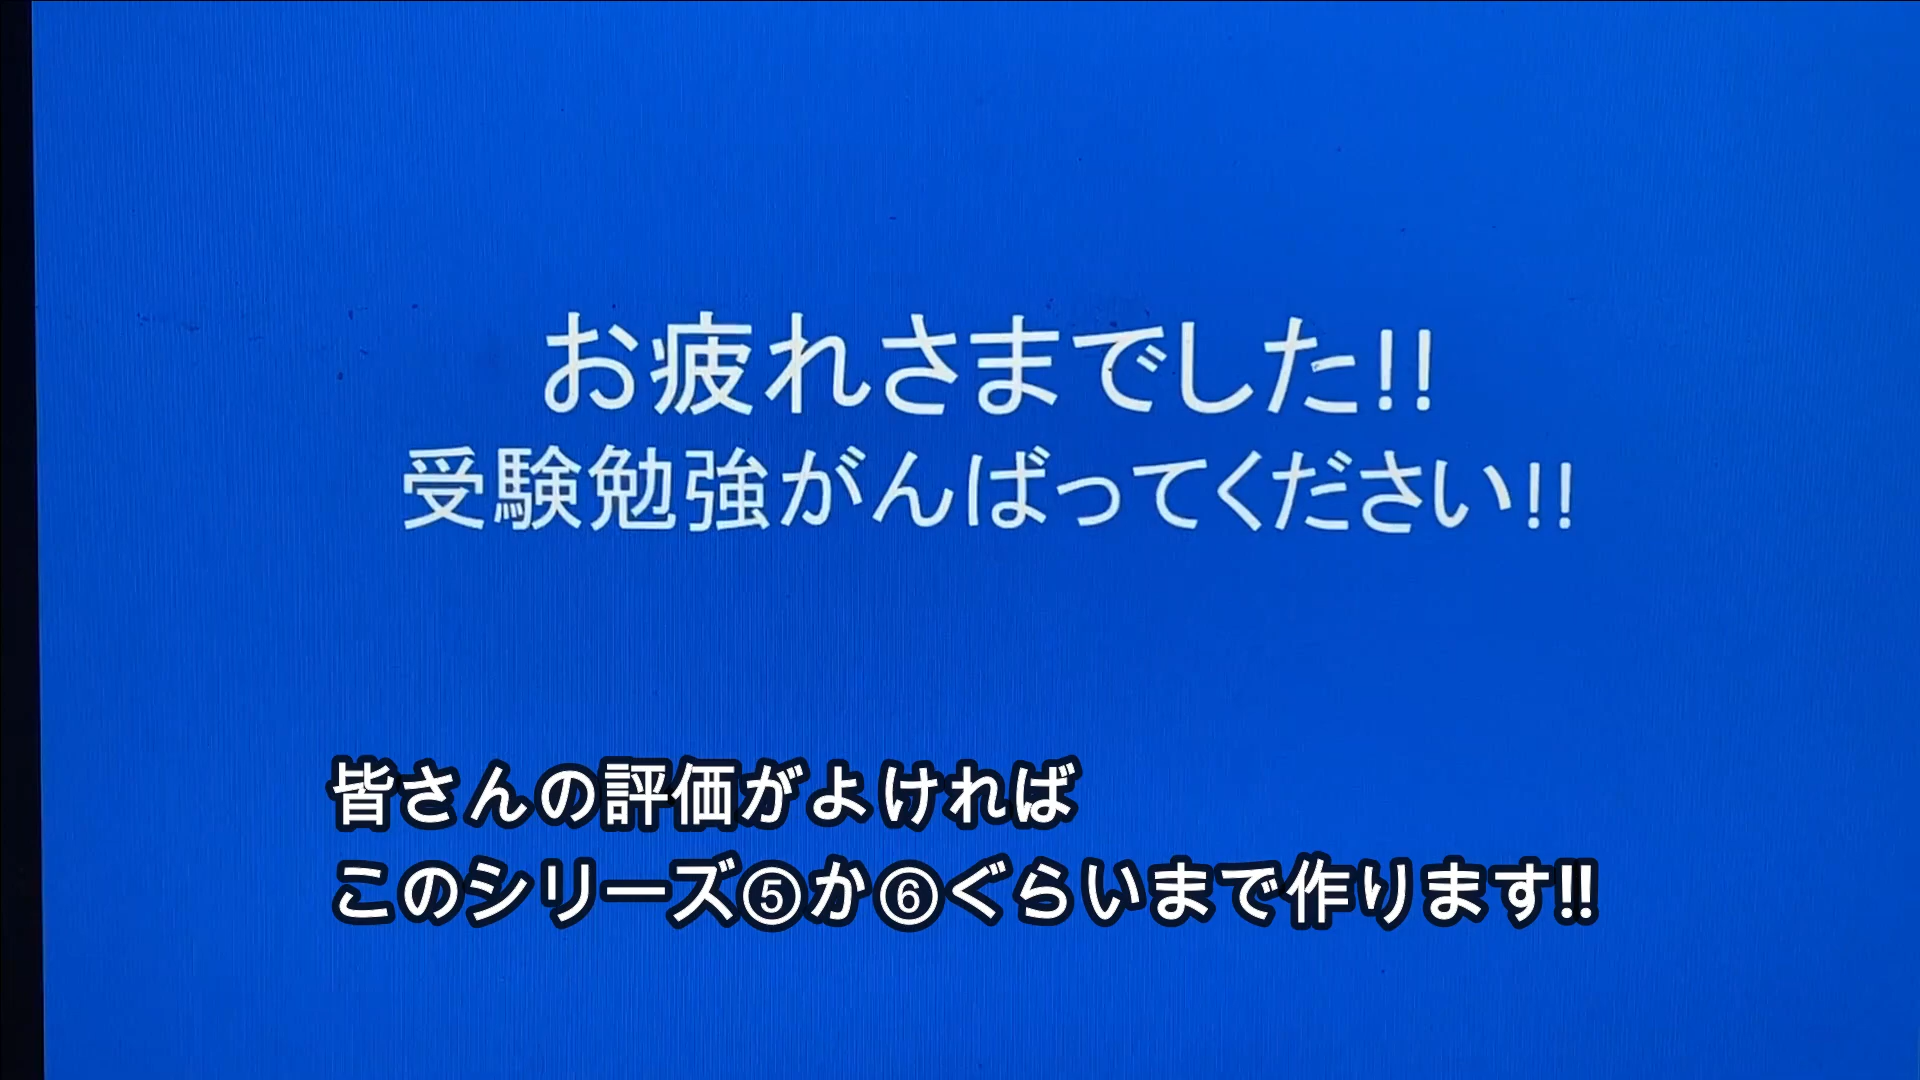 お疲れさまでした!!
受験勉強がんばってください!!
皆さんの評価がよければ
このシリーズ⑤か⑥ぐらいまで作ります!!